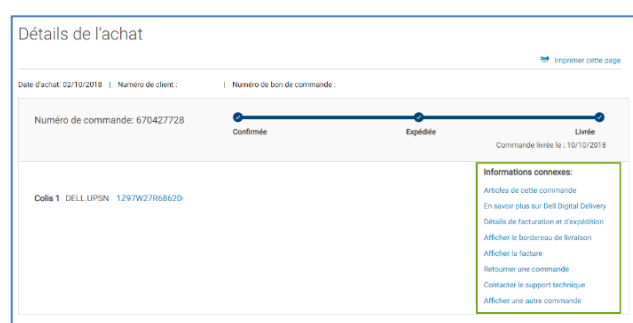 Détails de l'achat
Imprimer cette page
Date d'achat: 02/10/2018 | Numéro de client : | Numéro de bon de commande :
Numéro de commande: 670427728
Confirmée Expédiée Livrée
Commande livrée le : 10/10/2018
Informations connexes:
Articles de cette commande
Colis 1 DELL.UPSN 1Z97W27R68620
En savoir plus sur Dell Digital Delivery
Détails de facturation et d'expédition
Afficher le bordereau de livraison
Afficher la facture
Retourner une commande
Contacter le support technique
Afficher une autre commande